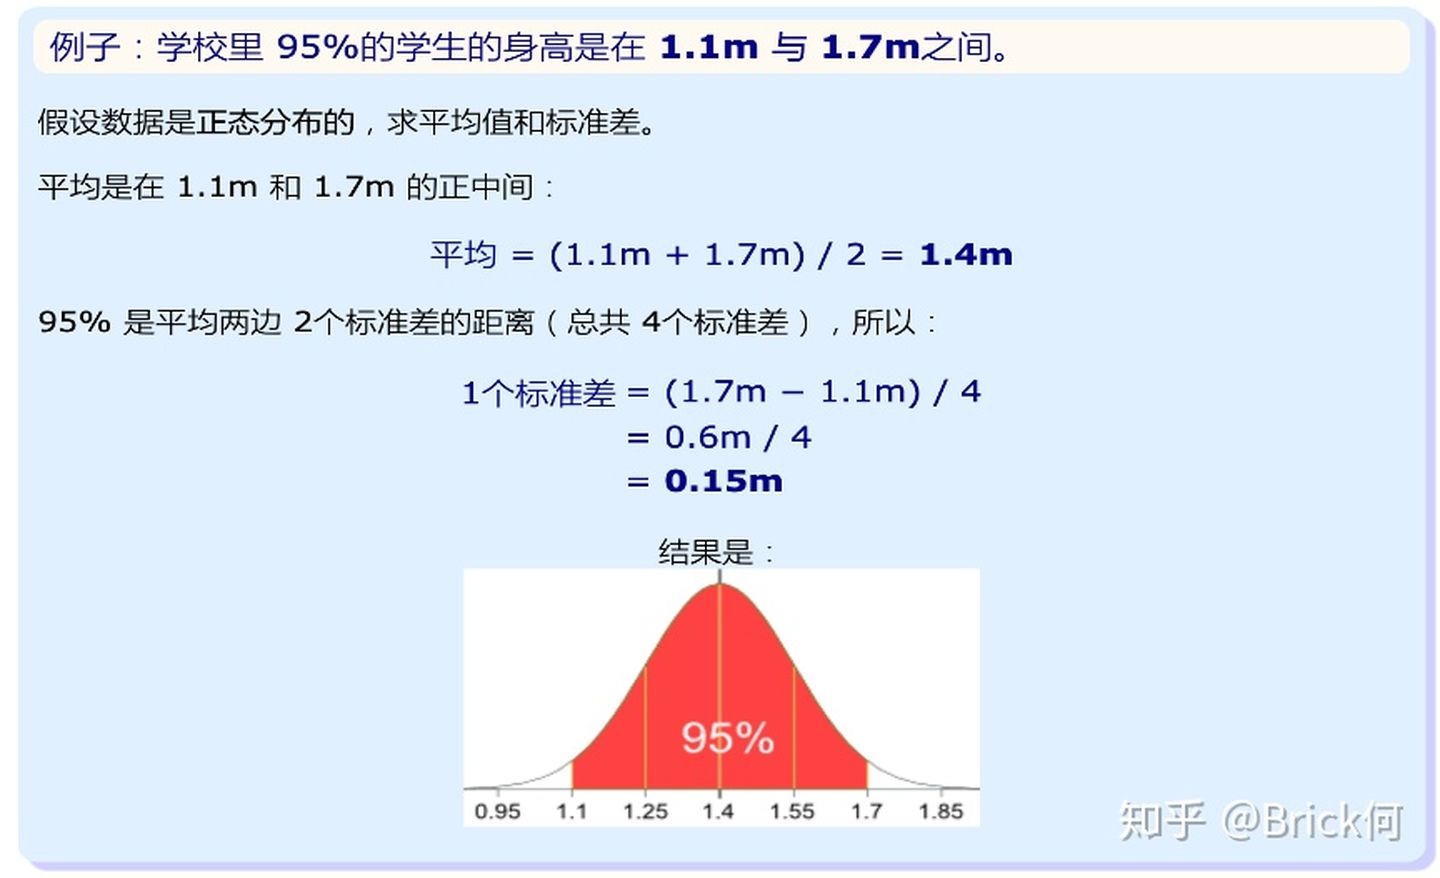 例子：学校里 95%的学生的身高是在 1.1m 与 1.7m之间。
假设数据是正态分布的，求平均值和标准差。
平均是在 1.1m 和 1.7m 的正中间：
平均 = (1.1m + 1.7m) / 2 = 1.4m
95% 是平均两边 2个标准差的距离（总共 4个标准差），所以：
1个标准差 = (1.7m − 1.1m) / 4
= 0.6m / 4
= 0.15m
结果是：
95%
0.95 1.1 1.25 1.4 1.55 1.7 1.85
知乎 @Brick何